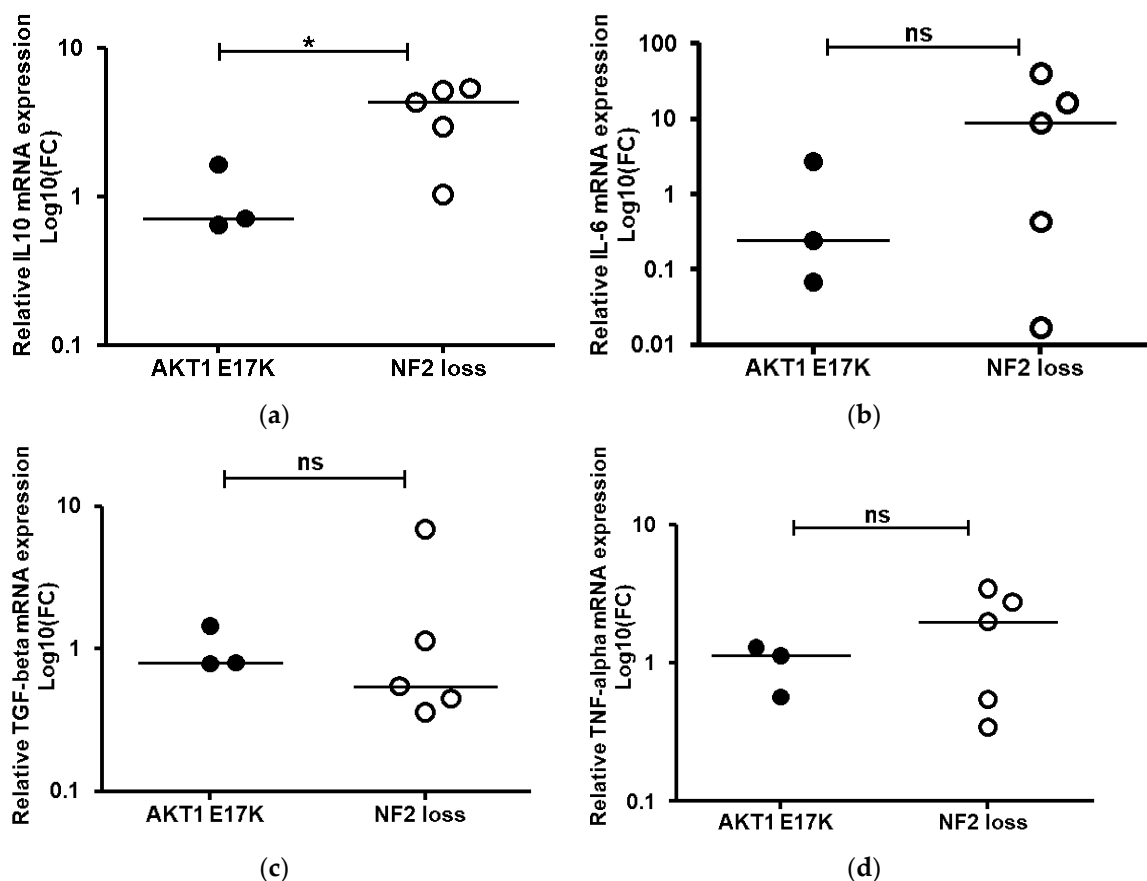 Relative IL10 mRNA expression
Log10(FC)
*
10
1
0.1
AKT1 E17K
NF2 loss
(a)
Relative IL-6 mRNA expression
Log10(FC)
ns
100
10
1
0.1
0.01
AKT1 E17K
NF2 loss
(b)
Relative TGF-beta mRNA expression
Log10(FC)
ns
10
1
0.1
AKT1 E17K
NF2 loss
(c)
Relative TNF-alpha mRNA expression
Log10(FC)
ns
10
1
0.1
AKT1 E17K
NF2 loss
(d)